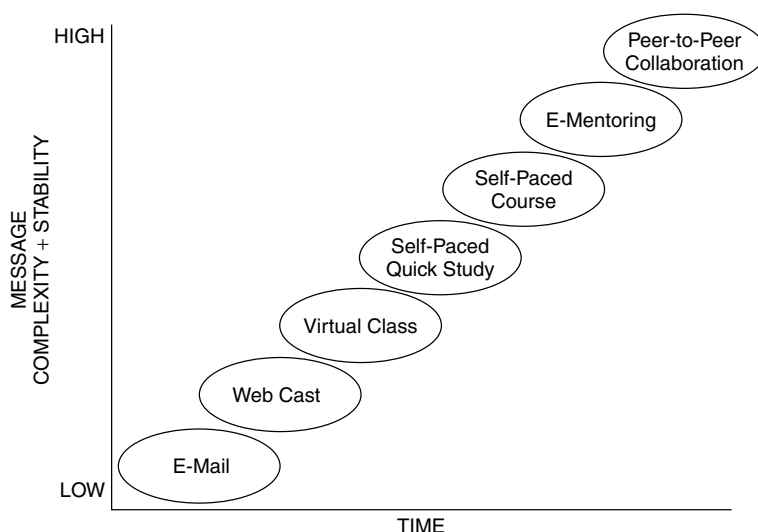 HIGH
Peer-to-Peer
Collaboration
E-Mentoring
Self-Paced
Course
Self-Paced
Quick Study
Virtual Class
Web Cast
E-Mail
LOW
MESSAGE
COMPLEXITY + STABILITY
TIME